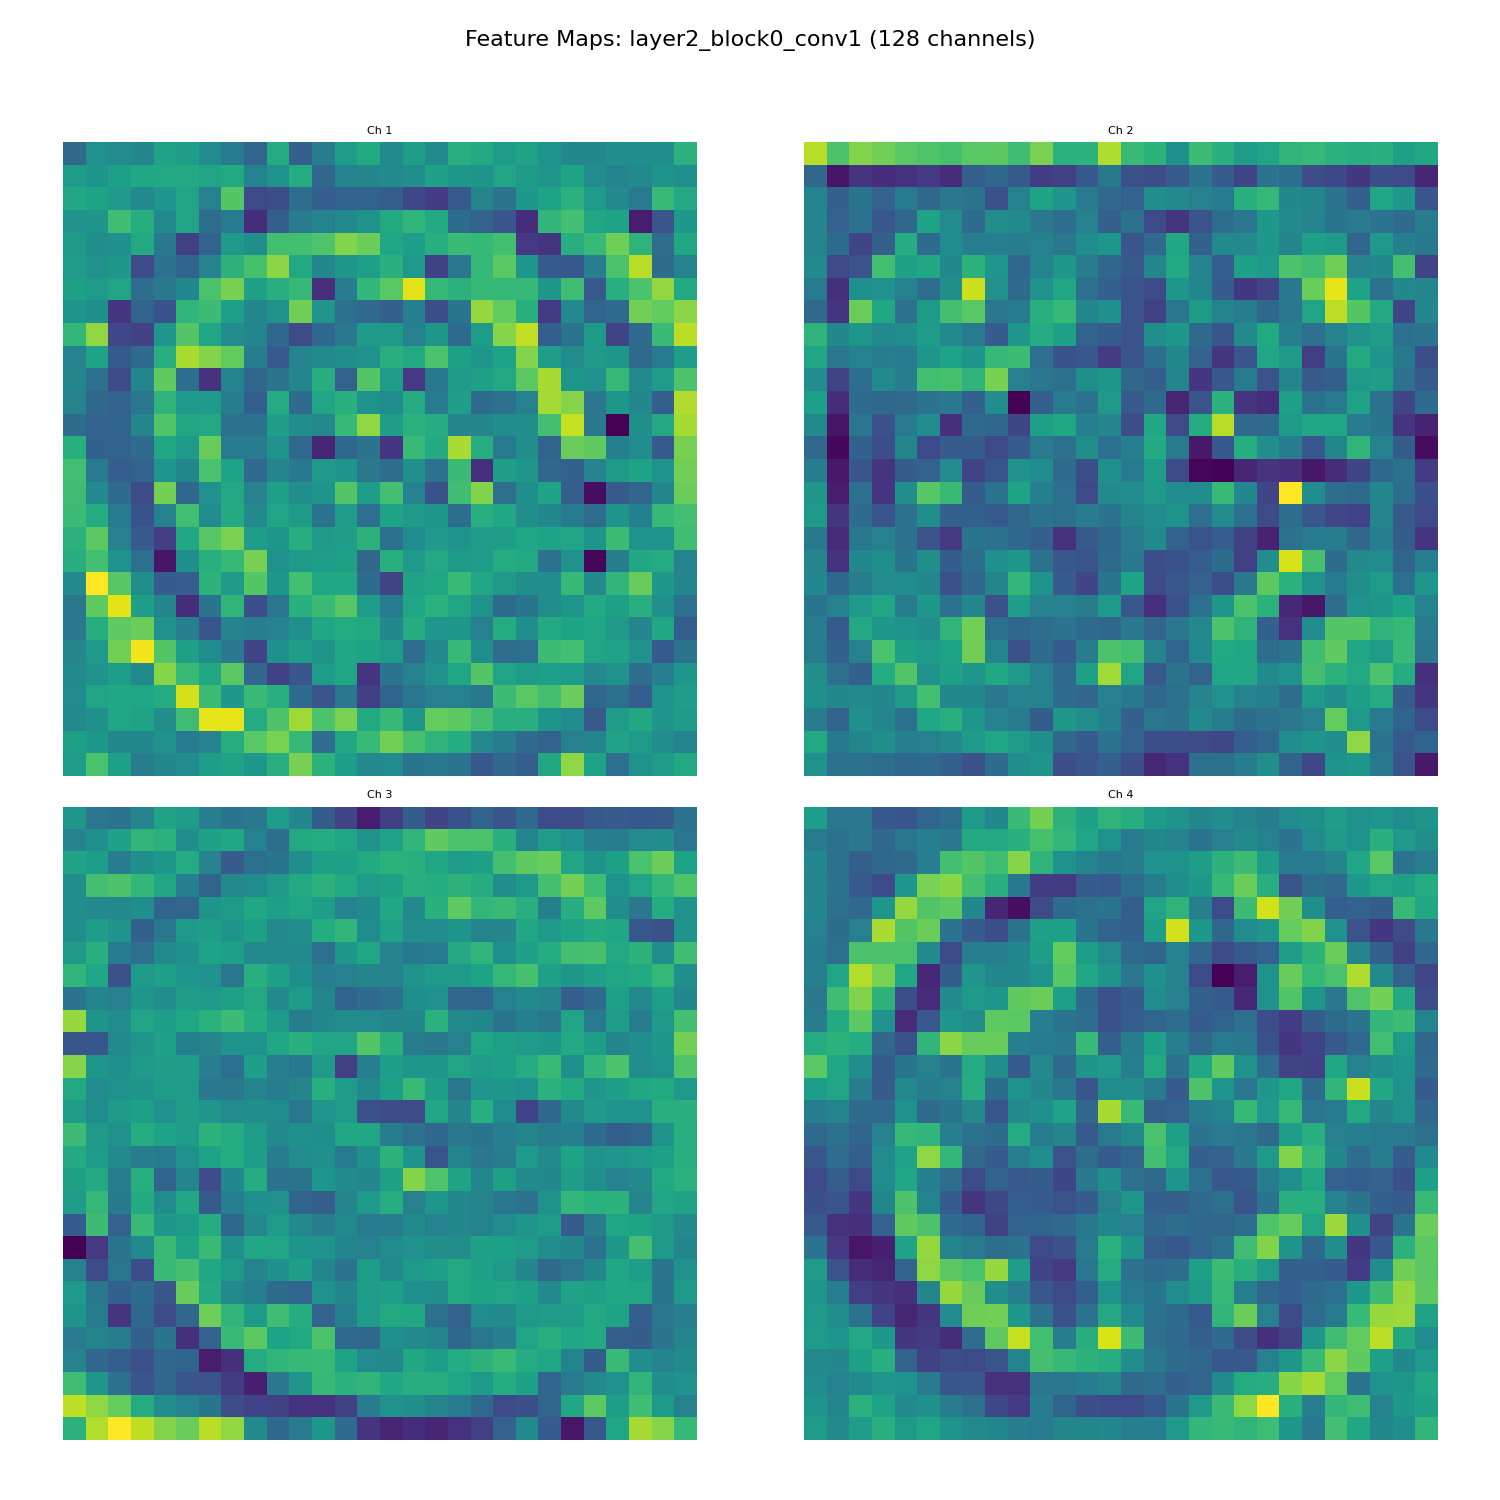 Feature Maps: layer2_block0_conv1 (128 channels)
Ch 1
Ch 2
Ch 3
Ch 4